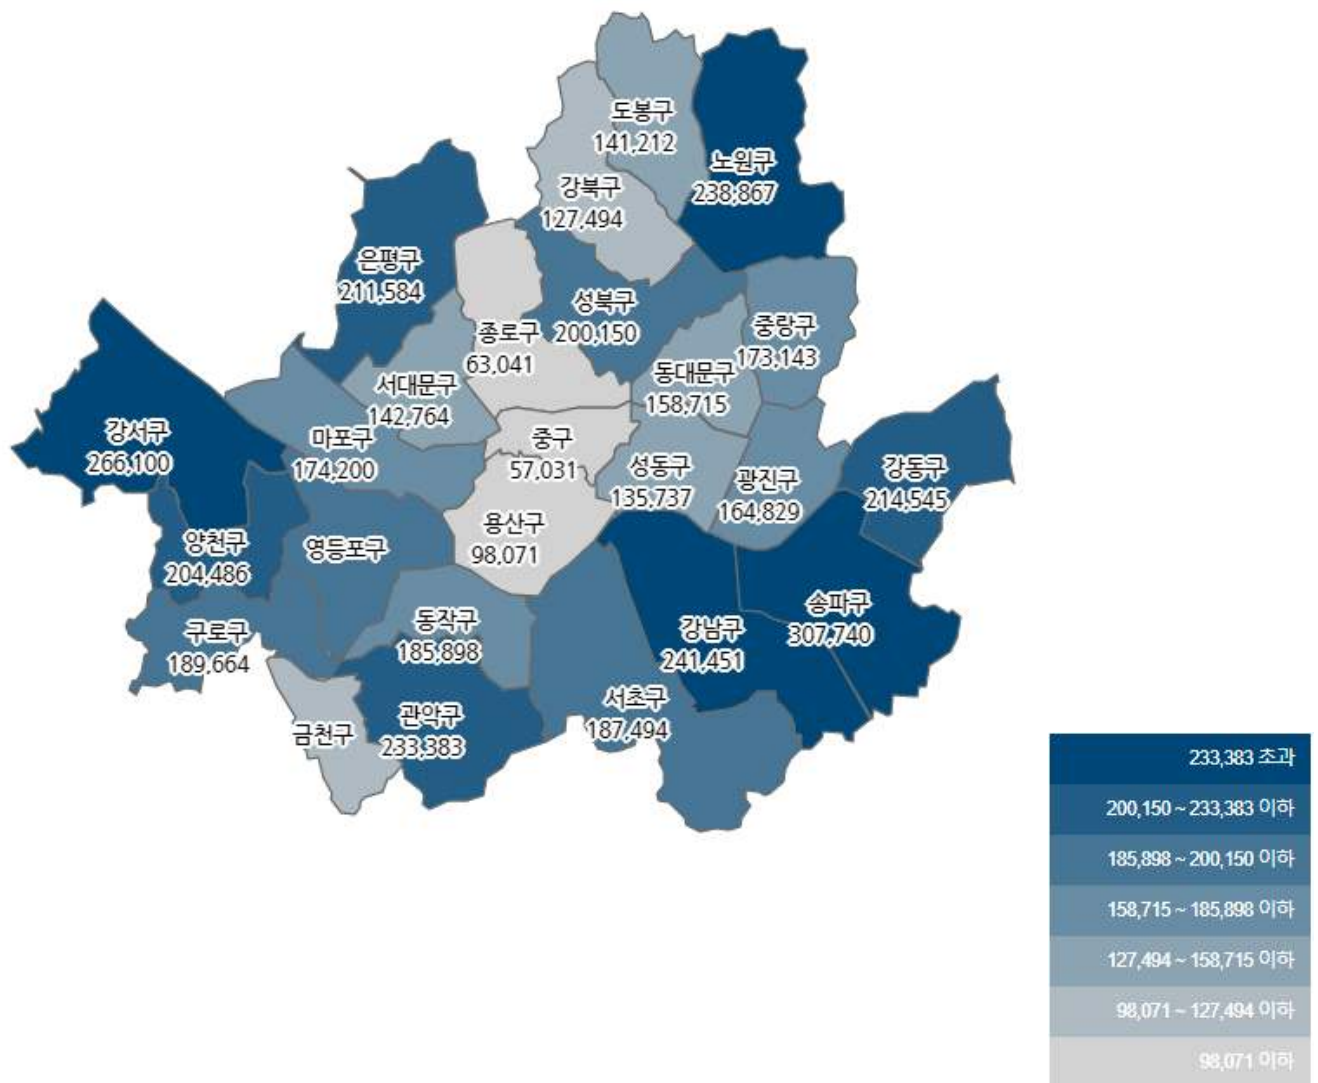 도봉구
141,212
노원구
238,867
강북구
127,494
은평구
211,584
성북구
200,150
종로구
63,041
중랑구
173,143
동대문구
158,715
서대문구
142,764
강서구
266,100
마포구
174,200
중구
57,031
성동구
135,737
광진구
164,829
강동구
214,545
용산구
98,071
양천구
204,486
영등포구
송파구
307,740
동작구
185,898
강남구
241,451
구로구
189,664
서초구
187,494
관악구
233,383
금천구
233,383 초과
200,150 ~ 233,383 이하
185,898 ~ 200,150 이하
158,715 ~ 185,898 이하
127,494 ~ 158,715 이하
98,071 ~ 127,494 이하
98,071 이하